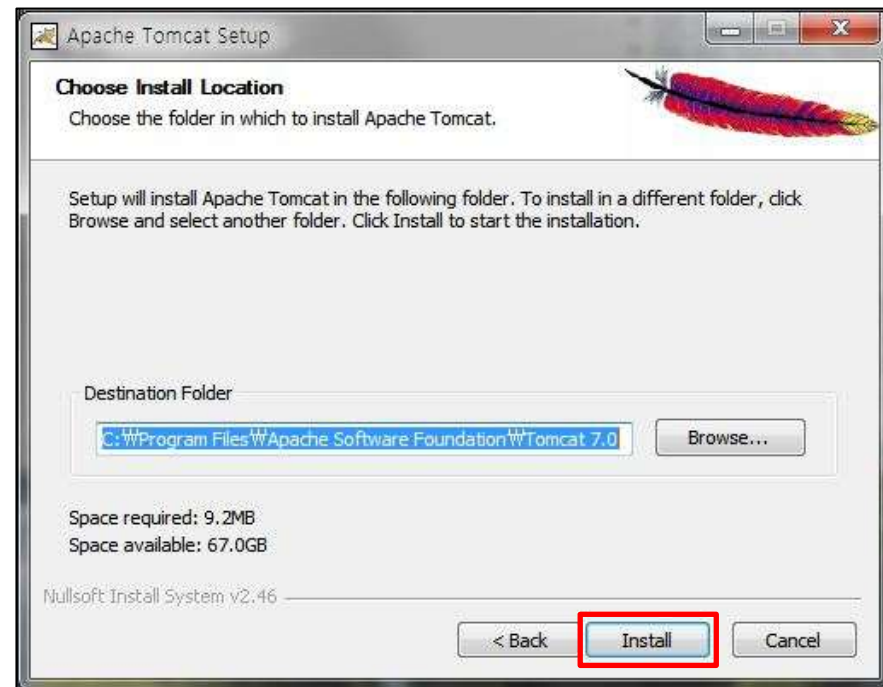 Apache Tomcat Setup
Choose Install Location
Choose the folder in which to install Apache Tomcat.
Setup will install Apache Tomcat in the following folder. To install in a different folder, click
Browse and select another folder. Click Install to start the installation.
Destination Folder
C:₩Program Files₩Apache Software Foundation₩Tomcat 7.0
Browse...
Space required: 9.2MB
Space available: 67.0GB
Nullsoft Install System v2.46
< Back
Install
Cancel